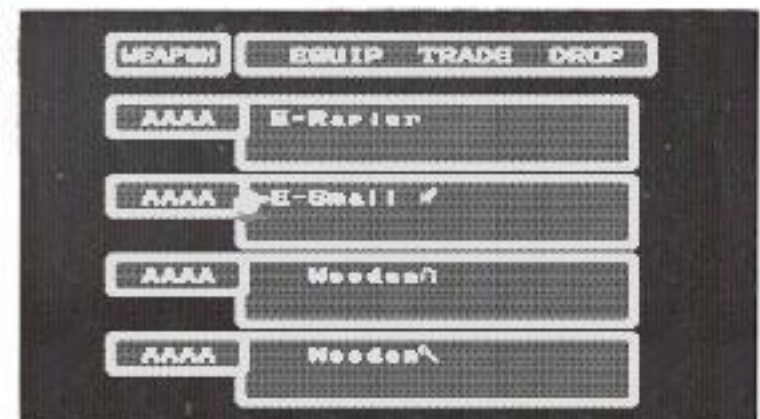 WEAPON EQUIP TRADE DROP
AAAA E-Rapier
AAAA E-Small
AAAA Wooden
AAAA Wooden